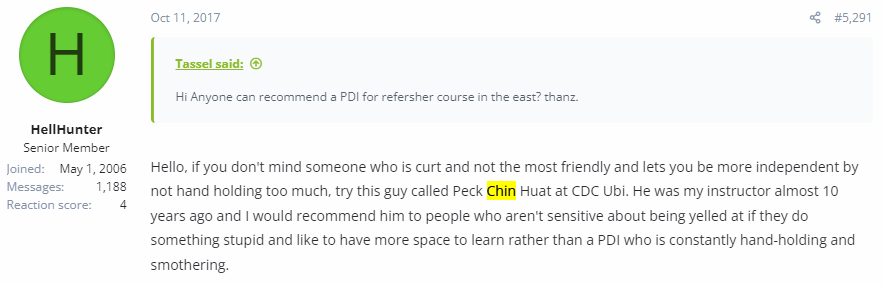 H
HellHunter
Senior Member
Joined: May 1, 2006
Messages: 1,188
Reaction score: 4
Oct 11, 2017 #5,291
Tassel said:
Hi Anyone can recommend a PDI for refersher course in the east? thanz.
Hello, if you don't mind someone who is curt and not the most friendly and lets you be more independent by
not hand holding too much, try this guy called Peck Chin Huat at CDC Ubi. He was my instructor almost 10
years ago and I would recommend him to people who aren't sensitive about being yelled at if they do
something stupid and like to have more space to learn rather than a PDI who is constantly hand-holding and
smothering.